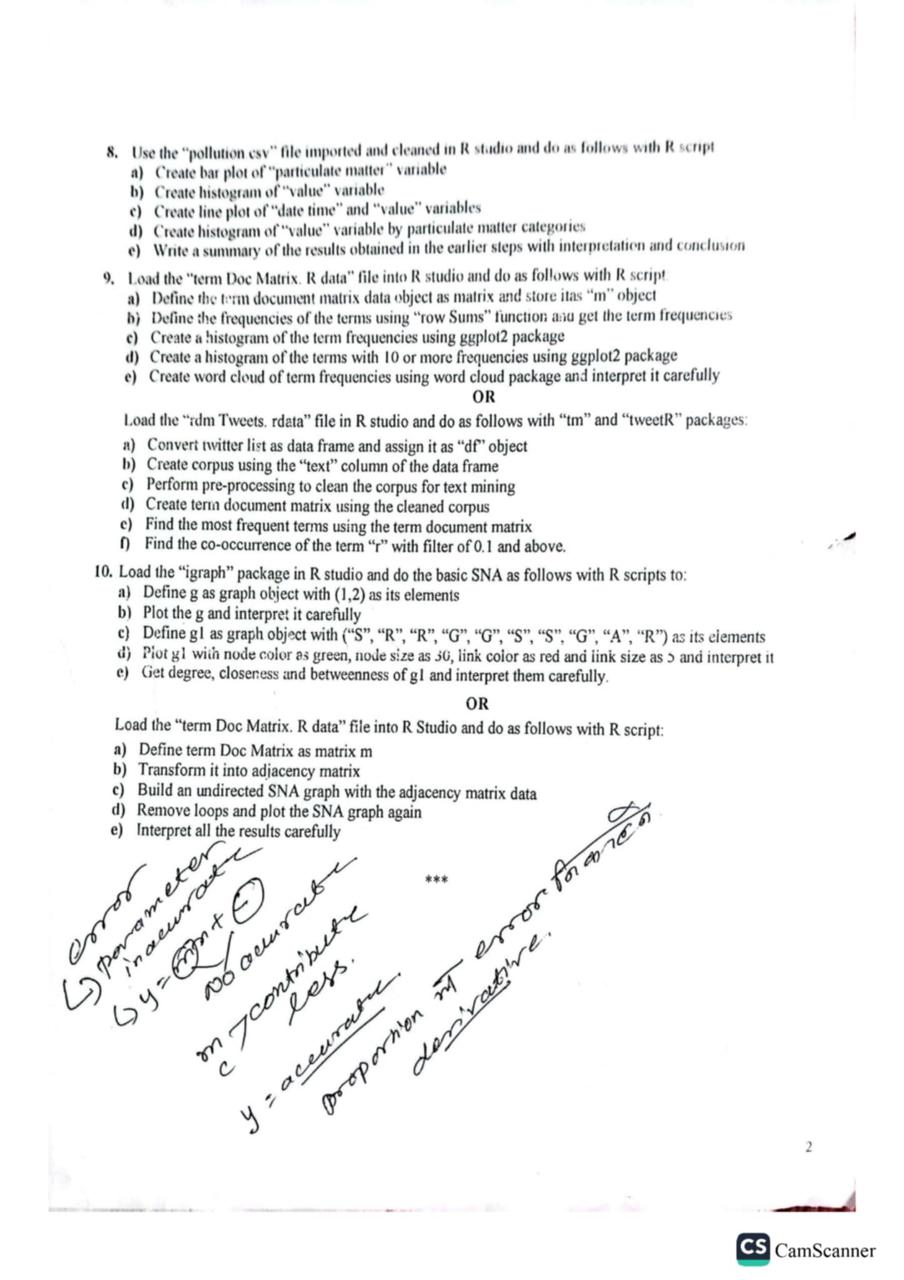 8. Use the "pollution csv" file imported and cleaned in R studio and do as follows with R script
a) Create bar plot of "particulate matter" variable
b) Create histogram of "value" variable
c) Create line plot of "date time" and "value" variables
d) Create histogram of "value" variable by particulate matter categories
e) Write a summary of the results obtained in the earlier steps with interpretation and conclusion
9. Load the "term Doc Matrix. R data" file into R studio and do as follows with R script
a) Define the term document matrix data object as matrix and store itas "m" object
b) Define the frequencies of the terms using "row Sums" function and get the term frequencies
c) Create a histogram of the term frequencies using ggplot2 package
d) Create a histogram of the terms with 10 or more frequencies using ggplot2 package
e) Create word cloud of term frequencies using word cloud package and interpret it carefully
OR
Load the "rdm Tweets. rdata" file in R studio and do as follows with "tm" and "tweetR" packages:
a) Convert twitter list as data frame and assign it as "df" object
b) Create corpus using the "text" column of the data frame
c) Perform pre-processing to clean the corpus for text mining
d) Create term document matrix using the cleaned corpus
e) Find the most frequent terms using the term document matrix
f) Find the co-occurrence of the term "r" with filter of 0.1 and above.
10. Load the "igraph" package in R studio and do the basic SNA as follows with R scripts to:
a) Define g as graph object with (1,2) as its elements
b) Plot the g and interpret it carefully
c) Define g1 as graph object with ("S", "R", "R", "G", "G", "S", "S", "G", "A", "R") as its elements
d) Plot g1 with node color as green, node size as 30, link color as red and link size as 5 and interpret it
e) Get degree, closeness and betweenness of g1 and interpret them carefully.
OR
Load the "term Doc Matrix. R data" file into R Studio and do as follows with R script:
a) Define term Doc Matrix as matrix m
b) Transform it into adjacency matrix
c) Build an undirected SNA graph with the adjacency matrix data
d) Remove loops and plot the SNA graph again
e) Interpret all the results carefully
***
error
↳ parameter
inaccurate
↳ y =
No accurate
m → contribute
c less.
y = accurate.
proportion error
derivative.
2
CS CamScanner